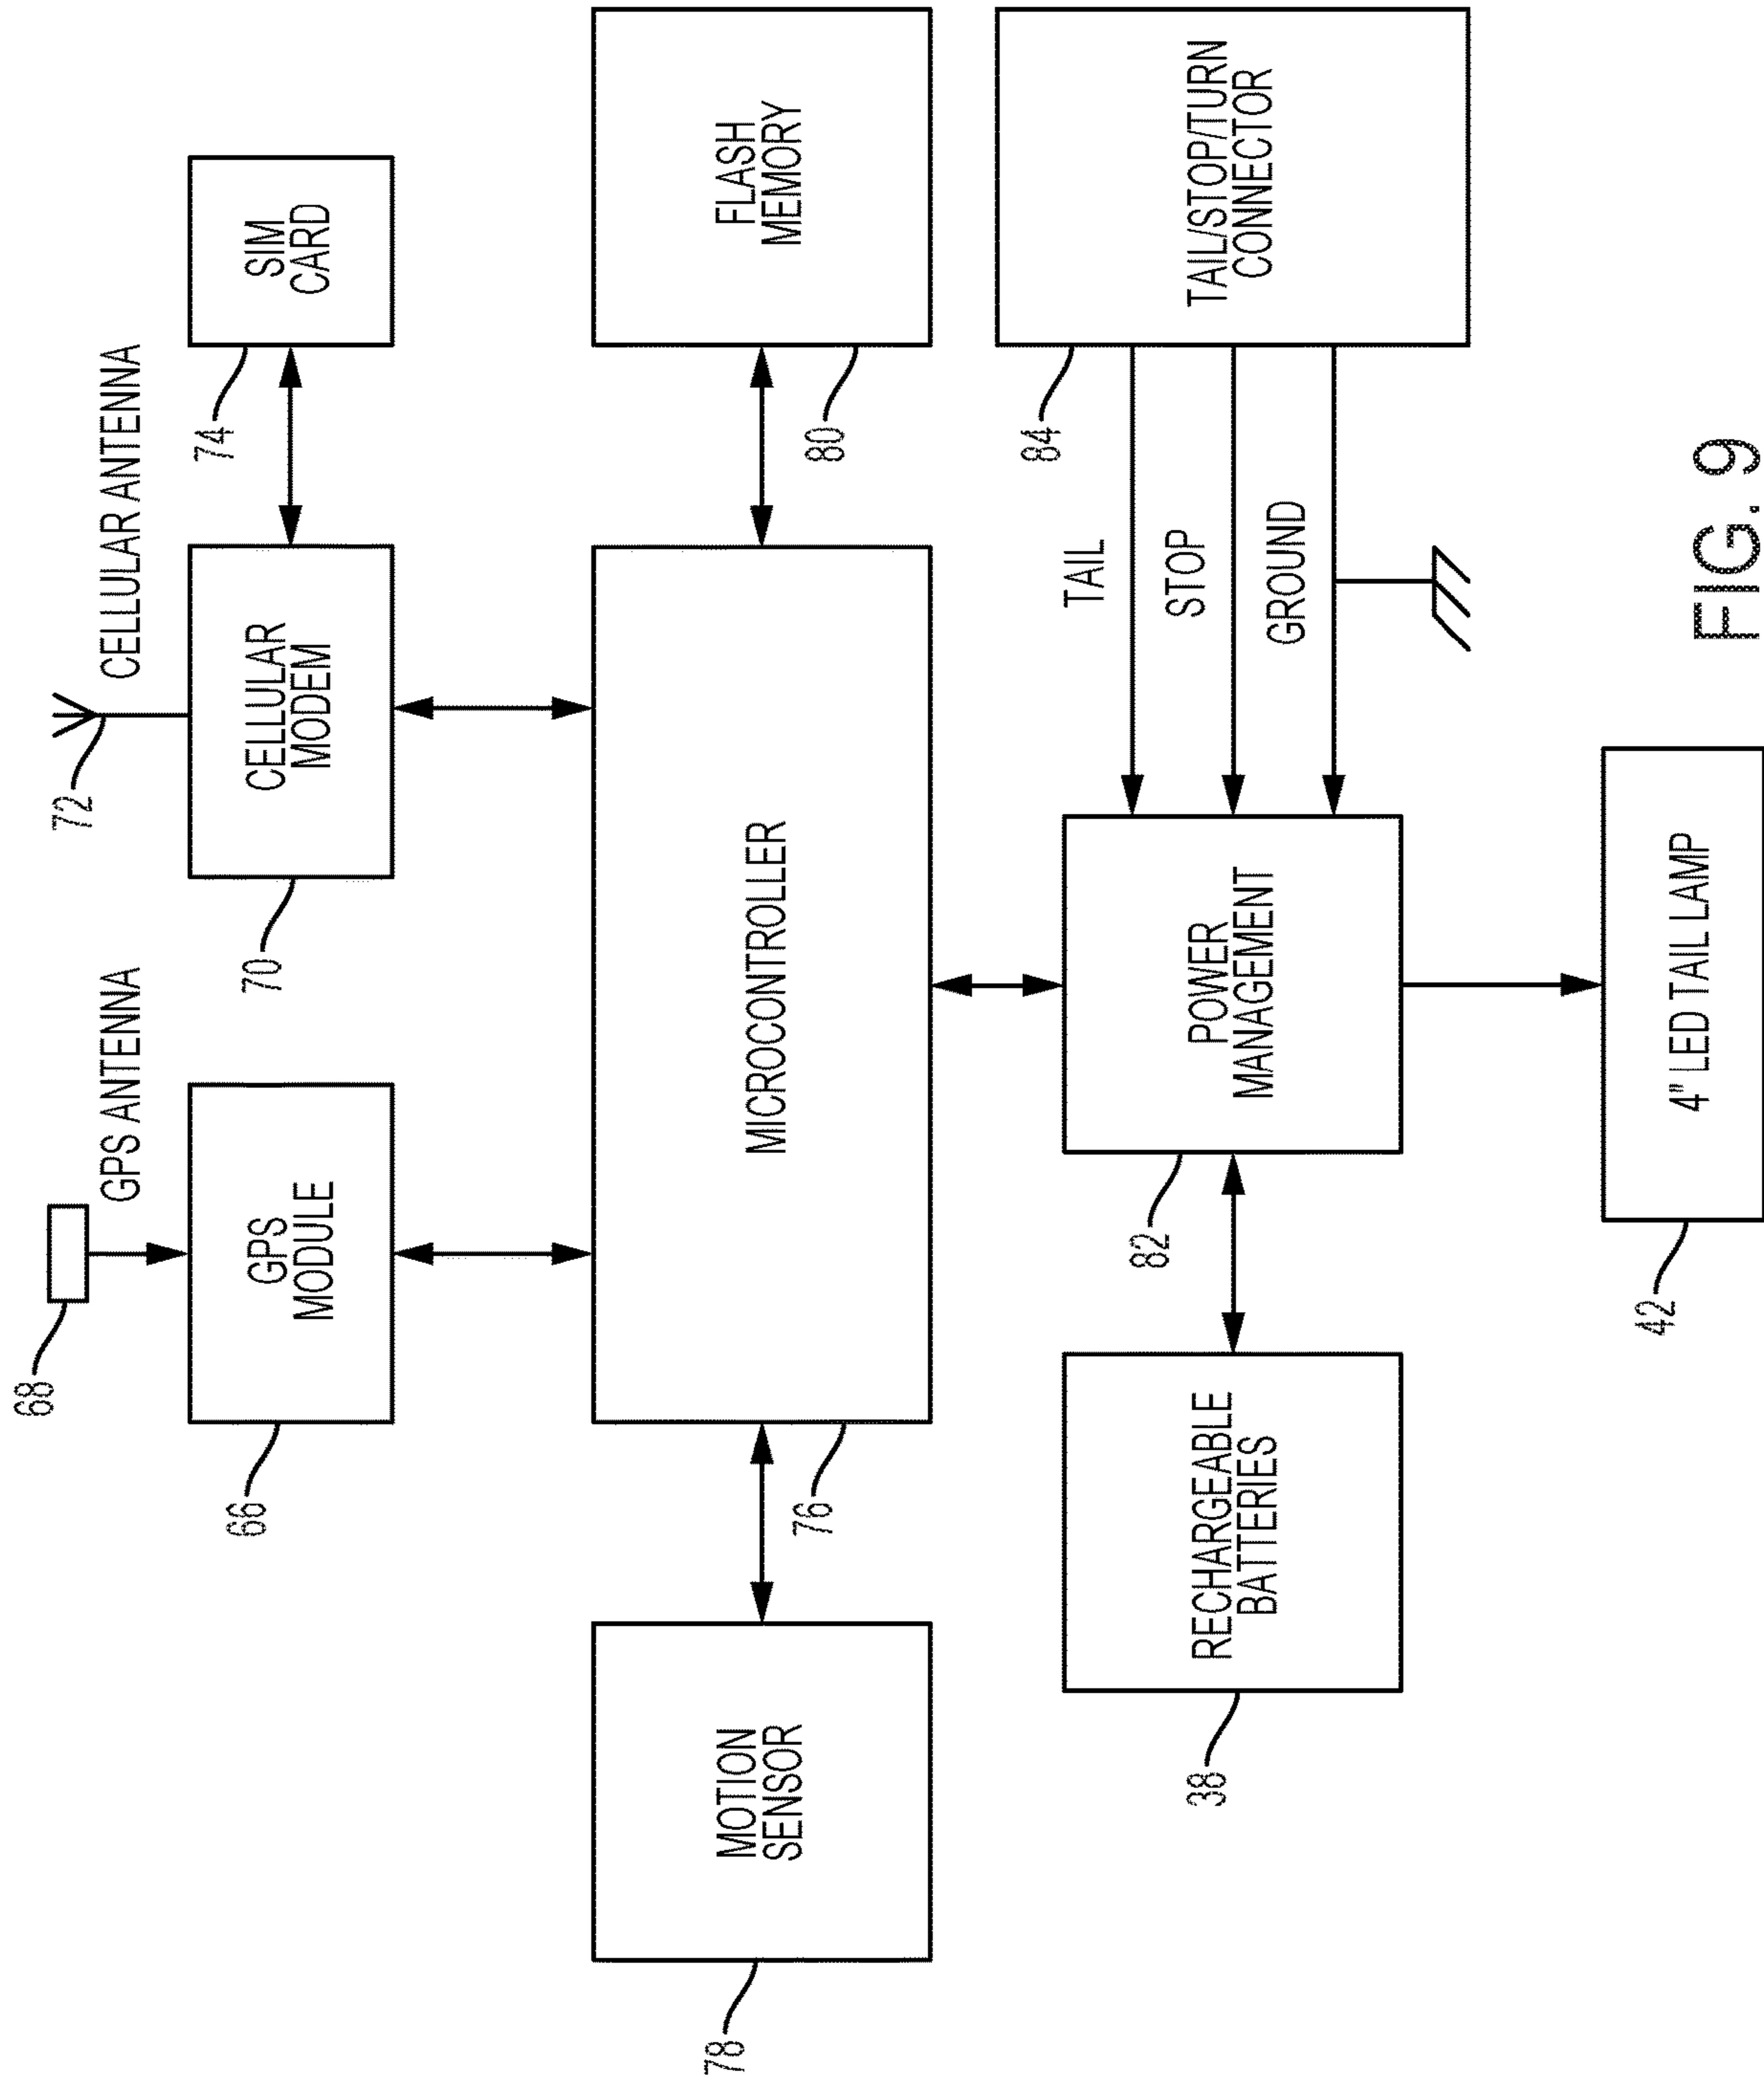 68
GPS ANTENNA
72
CELLULAR ANTENNA
66
GPS
MODULE
70
CELLULAR
MODEM
74
SIM
CARD
78
MOTION
SENSOR
76
MICROCONTROLLER
80
FLASH
MEMORY
38
RECHARGEABLE
BATTERIES
82
POWER
MANAGEMENT
TAIL
STOP
GROUND
84
TAIL/STOP/TURN
CONNECTOR
42
4" LED TAIL LAMP
FIG. 9